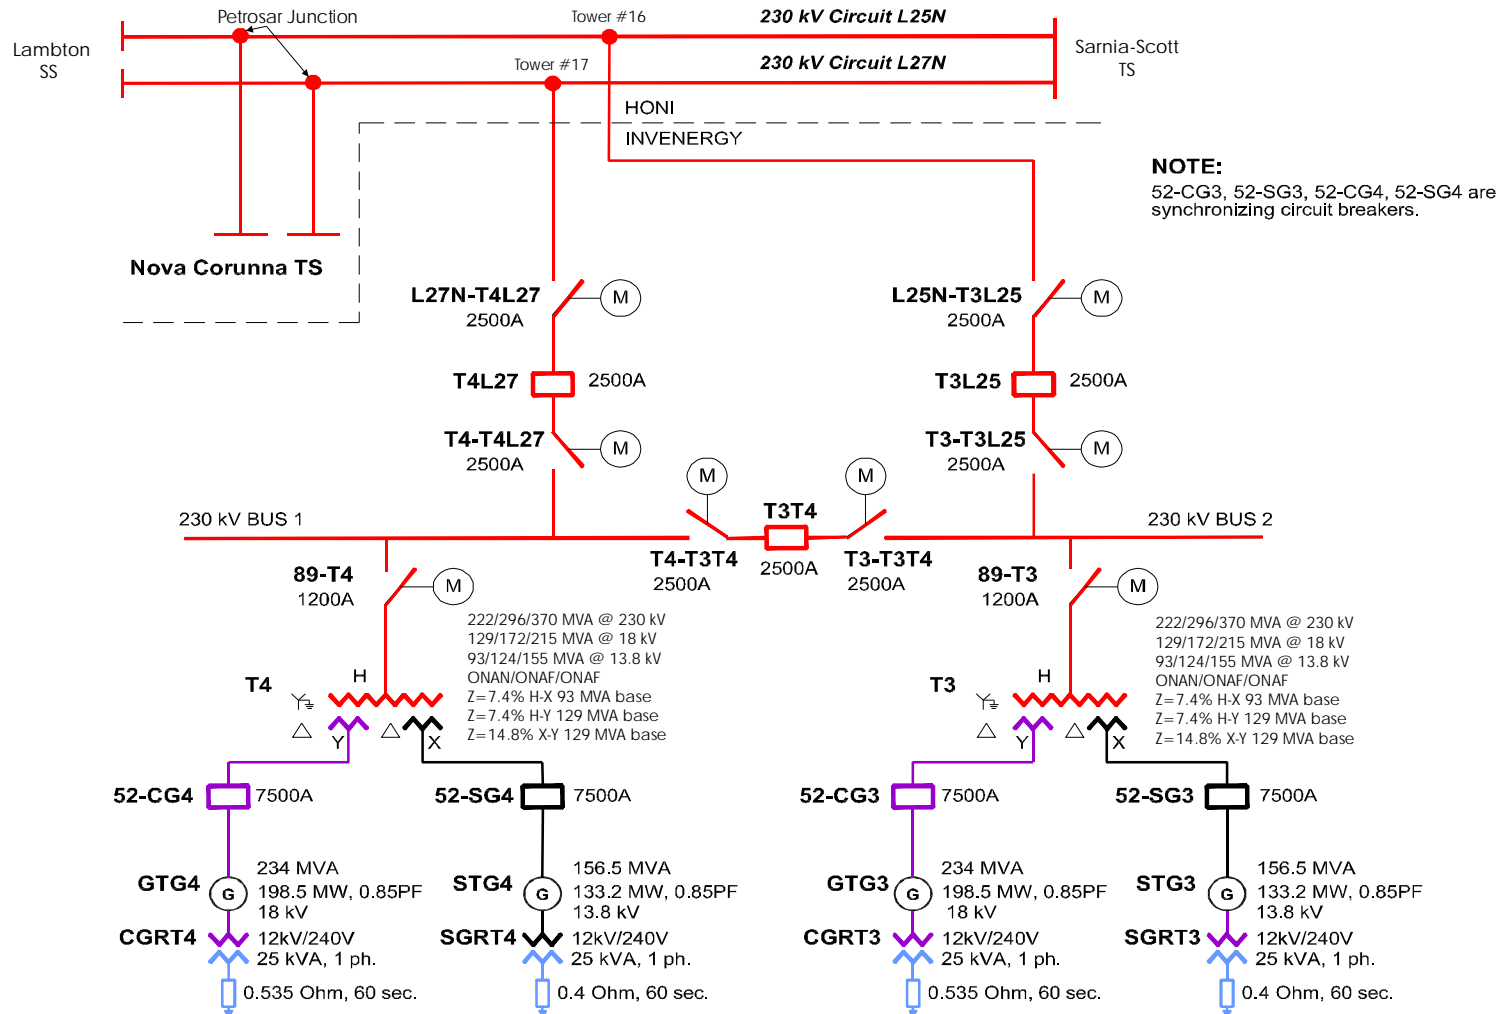 Petrosar Junction
Tower #16
230 kV Circuit L25N
Lambton
SS
Sarnia-Scott
TS
Tower #17
230 kV Circuit L27N
HONI
INVENERGY
NOTE:
52-CG3, 52-SG3, 52-CG4, 52-SG4 are
synchronizing circuit breakers.
Nova Corunna TS
L27N-T4L27
2500A
M
L25N-T3L25
2500A
M
T4L27
2500A
T3L25
2500A
T4-T4L27
2500A
M
T3-T3L25
2500A
M
M
M
230 kV BUS 1
T3T4
230 kV BUS 2
T4-T3T4
2500A
2500A
T3-T3T4
2500A
89-T4
1200A
M
89-T3
1200A
M
222/296/370 MVA @ 230 kV
129/172/215 MVA @ 18 kV
93/124/155 MVA @ 13.8 kV
ONAN/ONAF/ONAF
Z=7.4% H-X 93 MVA base
Z=7.4% H-Y 129 MVA base
Z=14.8% X-Y 129 MVA base
222/296/370 MVA @ 230 kV
129/172/215 MVA @ 18 kV
93/124/155 MVA @ 13.8 kV
ONAN/ONAF/ONAF
Z=7.4% H-X 93 MVA base
Z=7.4% H-Y 129 MVA base
Z=14.8% X-Y 129 MVA base
T4
H
Y
X
T3
H
Y
X
52-CG4
7500A
52-SG4
7500A
52-CG3
7500A
52-SG3
7500A
GTG4
G
234 MVA
198.5 MW, 0.85PF
18 kV
STG4
G
156.5 MVA
133.2 MW, 0.85PF
13.8 kV
GTG3
G
234 MVA
198.5 MW, 0.85PF
18 kV
STG3
G
156.5 MVA
133.2 MW, 0.85PF
13.8 kV
CGRT4
12kV/240V
25 kVA, 1 ph.
SGRT4
12kV/240V
25 kVA, 1 ph.
CGRT3
12kV/240V
25 kVA, 1 ph.
SGRT3
12kV/240V
25 kVA, 1 ph.
0.535 Ohm, 60 sec.
0.4 Ohm, 60 sec.
0.535 Ohm, 60 sec.
0.4 Ohm, 60 sec.